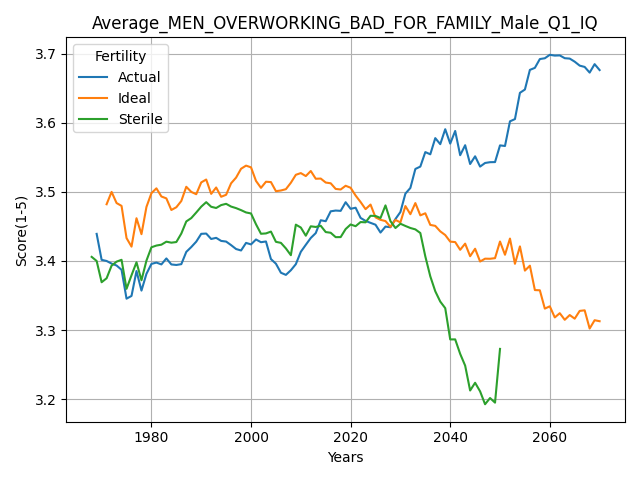 Average_MEN_OVERWORKING_BAD_FOR_FAMILY_Male_Q1_IQ
Fertility
Actual
Ideal
Sterile
Score(1-5)
3.7
3.6
3.5
3.4
3.3
3.2
1980 2000 2020 2040 2060
Years